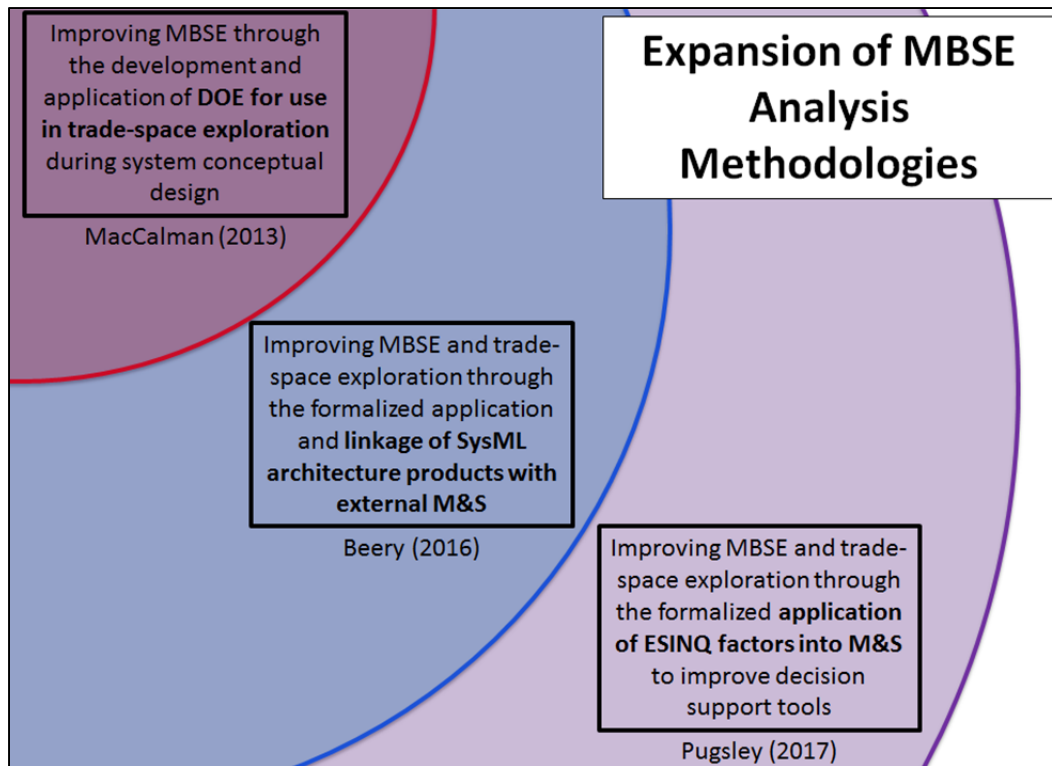 Expansion of MBSE
Analysis
Methodologies
Improving MBSE through
the development and
application of DOE for use
in trade-space exploration
during system conceptual
design
MacCalman (2013)
Improving MBSE and trade-
space exploration through
the formalized application
and linkage of SysML
architecture products with
external M&S
Beery (2016)
Improving MBSE and trade-
space exploration through
the formalized application
of ESINQ factors into M&S
to improve decision
support tools
Pugsley (2017)